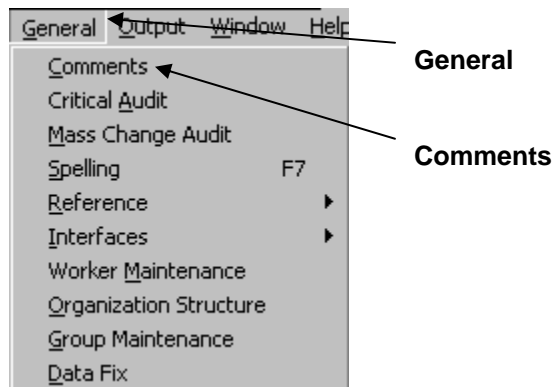 General Output Window Help
General
Comments
Critical Audit
Mass Change Audit
Comments
Spelling F7
Reference
Interfaces
Worker Maintenance
Organization Structure
Group Maintenance
Data Fix